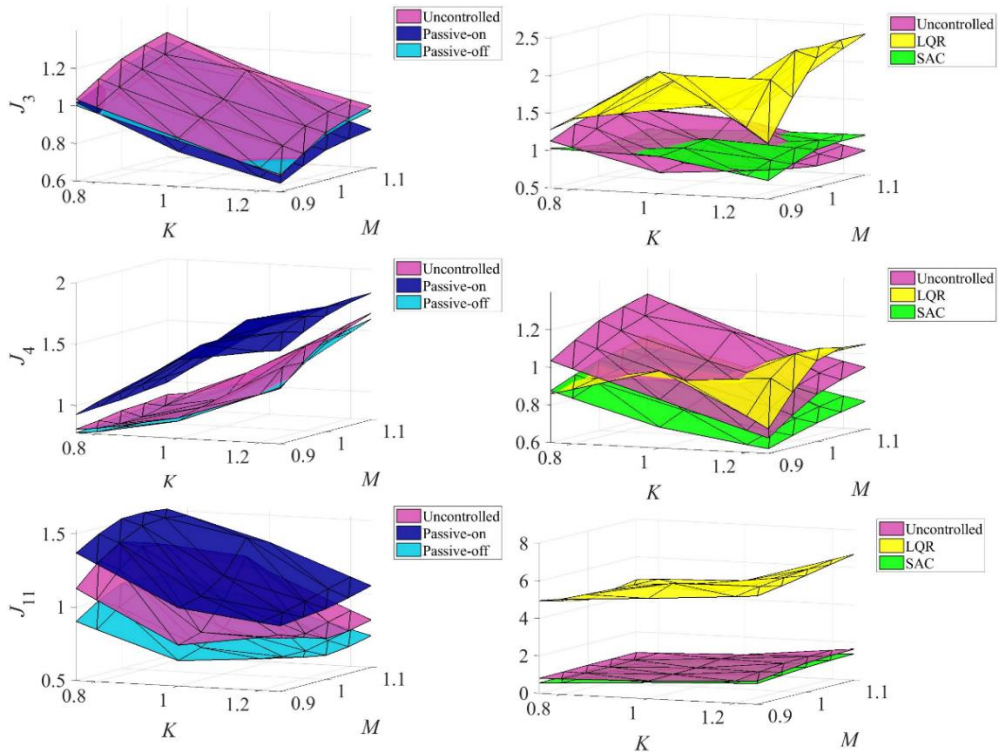 Uncontrolled
Passive-on
Passive-off
J3
1.2
1
0.8
0.6
0.8
1
1.2
0.9
1
1.1
K
M
Uncontrolled
LQR
SAC
2.5
2
1.5
1
0.5
0.8
1
1.2
0.9
1
1.1
K
M
Uncontrolled
Passive-on
Passive-off
J4
2
1.5
1
0.8
1
1.2
0.9
1
1.1
K
M
Uncontrolled
LQR
SAC
1.2
1
0.8
0.6
0.8
1
1.2
0.9
1
1.1
K
M
Uncontrolled
Passive-on
Passive-off
J11
1.5
1
0.5
0.8
1
1.2
0.9
1
1.1
K
M
Uncontrolled
LQR
SAC
8
6
4
2
0
0.8
1
1.2
0.9
1
1.1
K
M